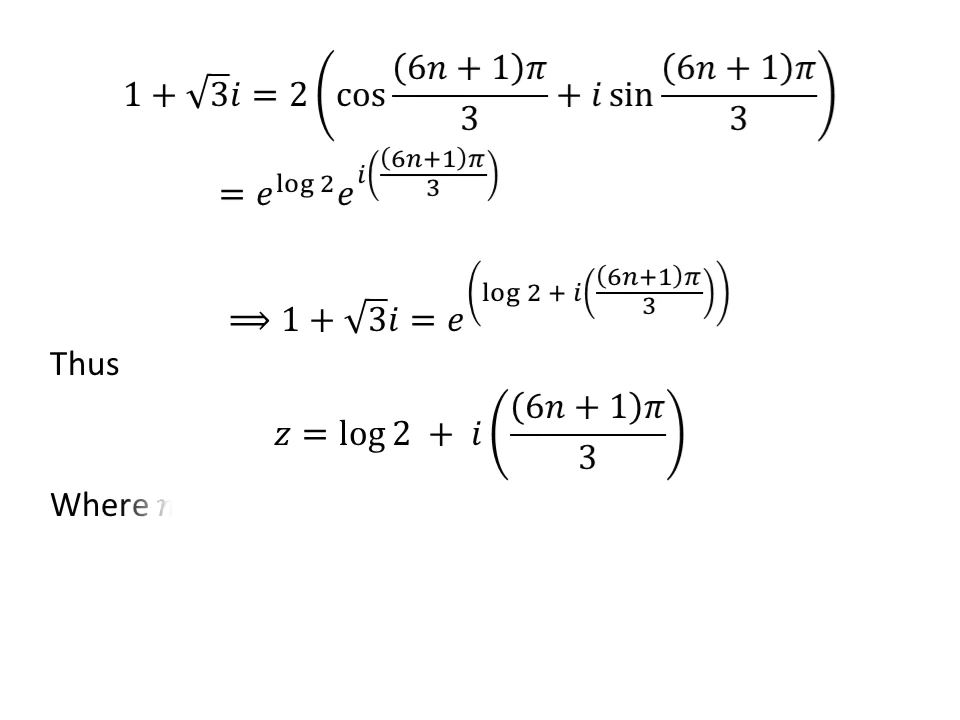 1 + √3i = 2 (cos (6n + 1)π / 3 + i sin (6n + 1)π / 3)
= e^{log 2} e^{i((6n+1)π / 3)}
⟹ 1 + √3i = e^{(log 2 + i((6n+1)π / 3))}
Thus
z = log 2 + i ((6n + 1)π / 3)
Where